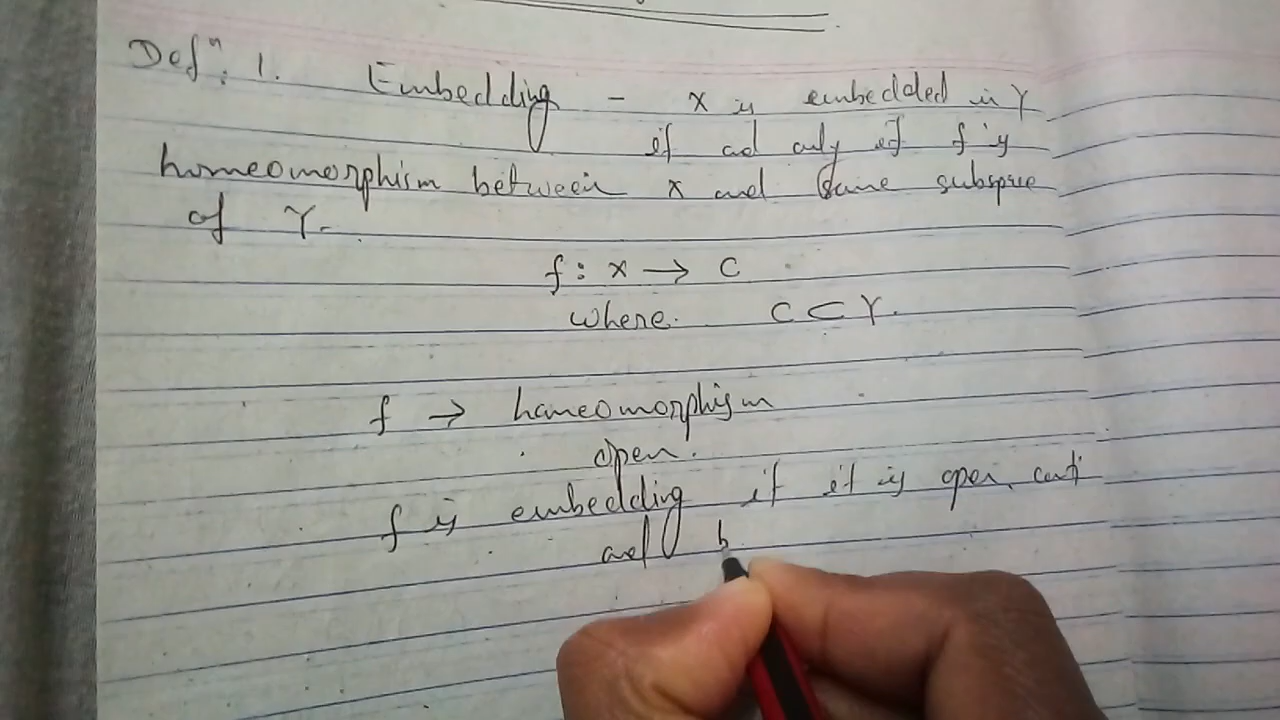 Defⁿ: 1. Embedding - X is embedded in Y
if and only if f is
homeomorphism between X and some subspace
of Y.
f : X → C
where C ⊂ Y.
f → homeomorphism
open.
f is embedding if it is open, conti
and b